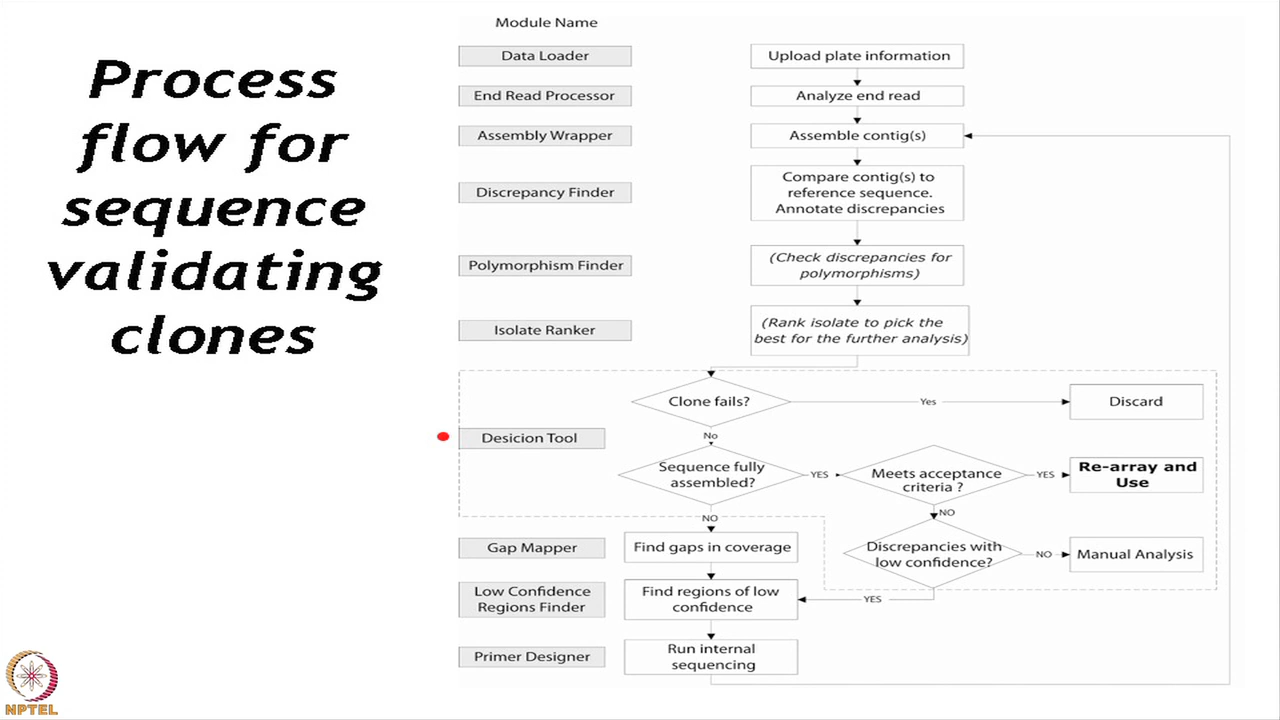 Process
flow for
sequence
validating
clones
Module Name
Data Loader
Upload plate information
End Read Processor
Analyze end read
Assembly Wrapper
Assemble contig(s)
Discrepancy Finder
Compare contig(s) to
reference sequence.
Annotate discrepancies
Polymorphism Finder
(Check discrepancies for
polymorphisms)
Isolate Ranker
(Rank isolate to pick the
best for the further analysis)
Clone fails?
Yes
Discard
No
Desicion Tool
Sequence fully
assembled?
YES
Meets acceptance
criteria ?
YES
Re-array and
Use
NO
NO
Gap Mapper
Find gaps in coverage
Discrepancies with
low confidence?
NO
Manual Analysis
Low Confidence
Regions Finder
Find regions of low
confidence
YES
Primer Designer
Run internal
sequencing
NPTEL